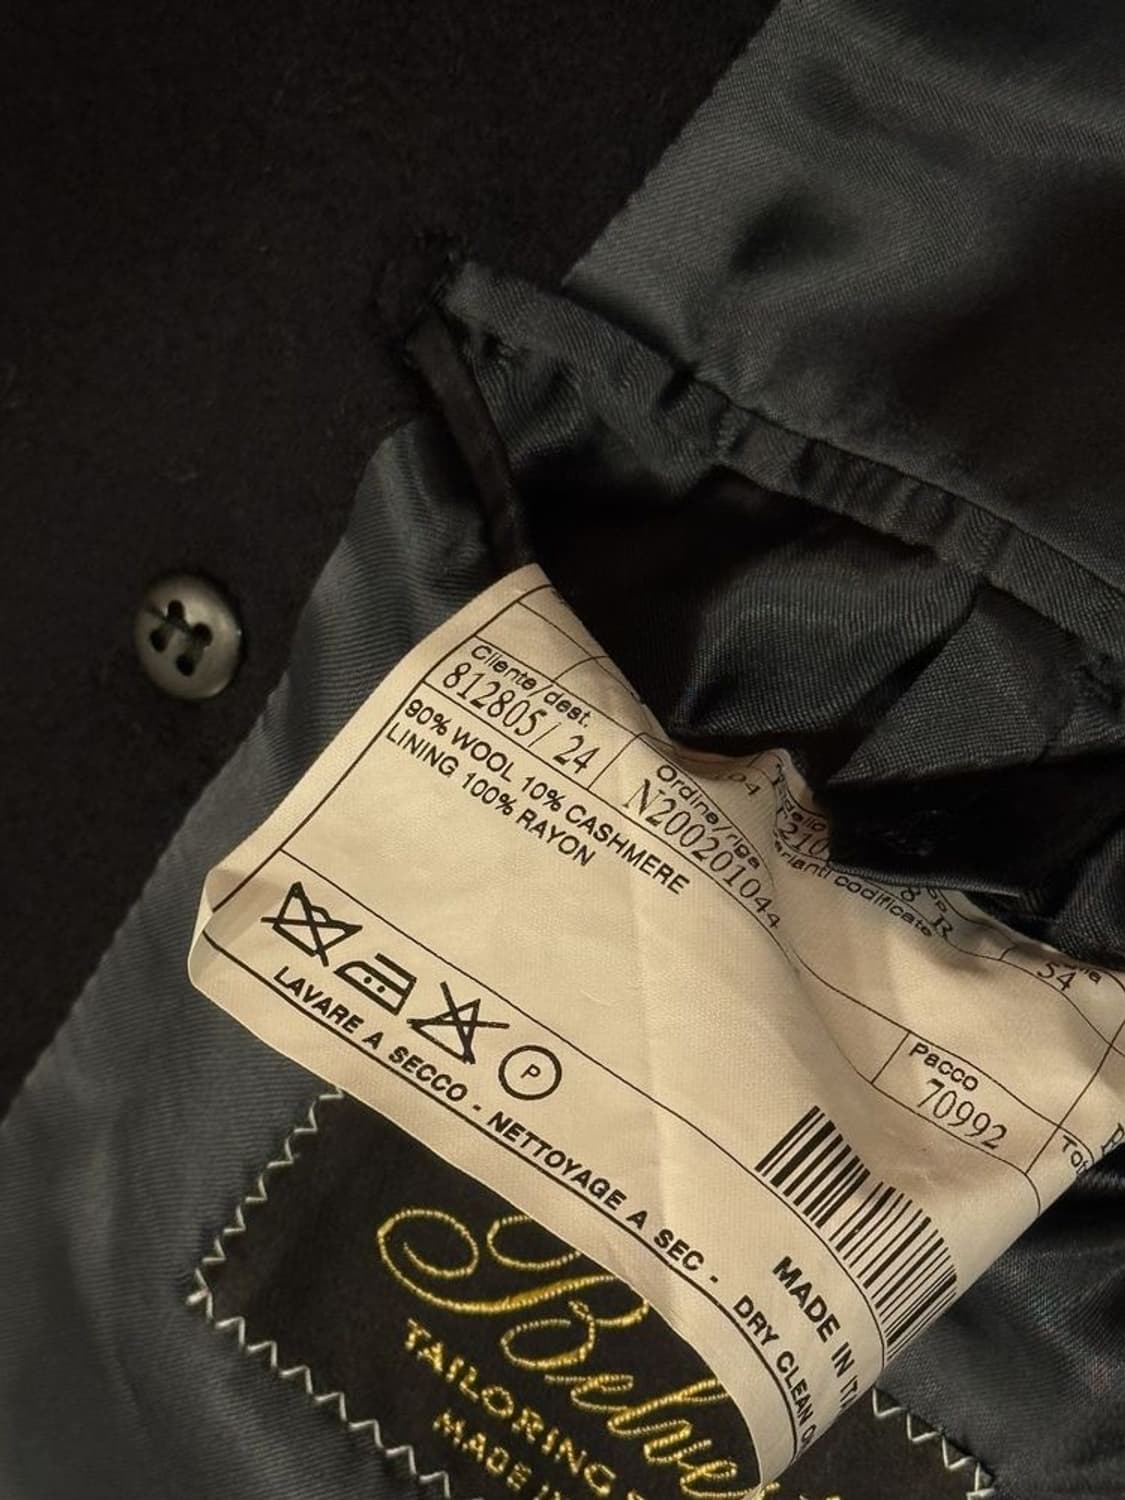 Cliente/dest.
812805/ 24
Ordine/riga
N200201044
90% WOOL 10% CASHMERE
LINING 100% RAYON
varianti codificate
R
54
Pacco
70992
P
LAVARE A SECCO - NETTOYAGE A SEC - DRY CLEAN
MADE IN
TAILORING
MADE